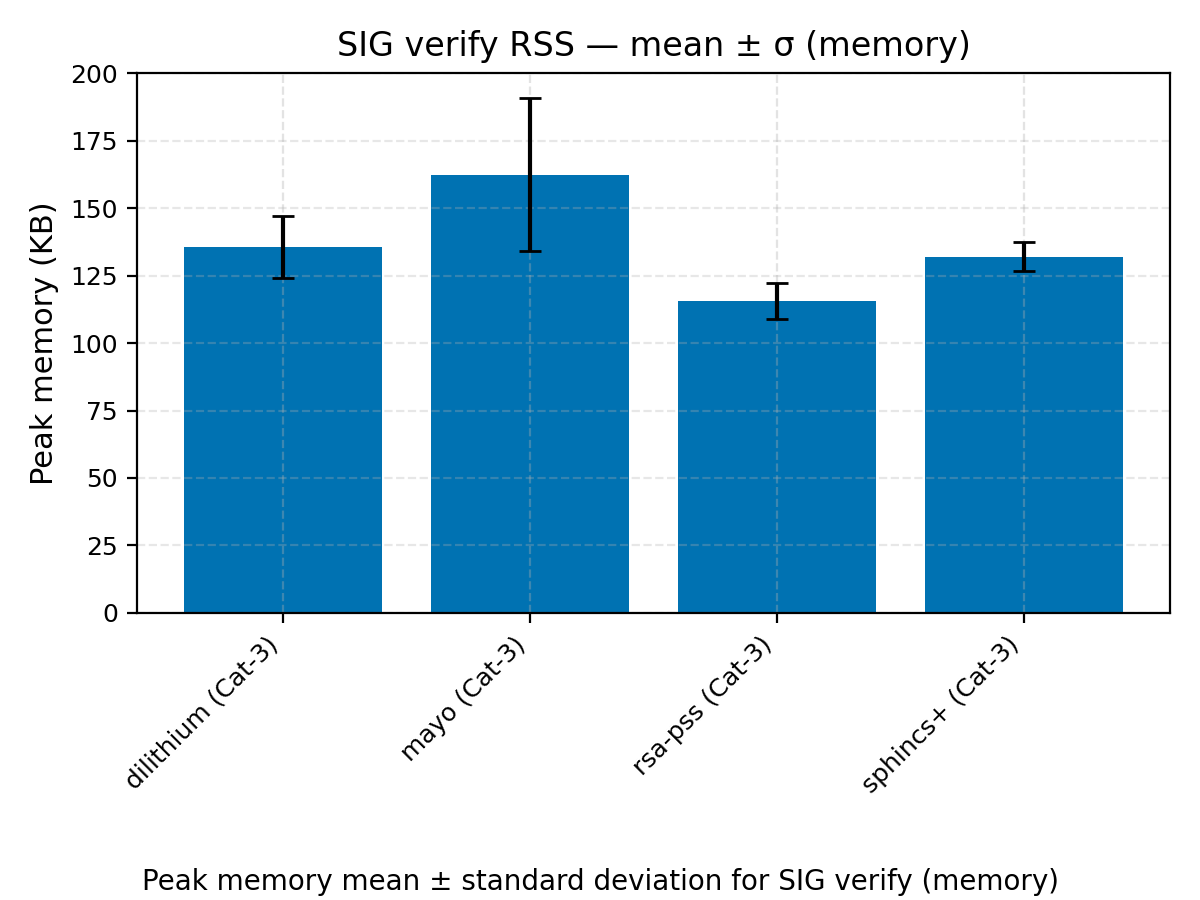 SIG verify RSS — mean ± σ (memory)
Peak memory (KB)
200
175
150
125
100
75
50
25
0
dilithium (Cat-3)
mayo (Cat-3)
rsa-pss (Cat-3)
sphincs+ (Cat-3)
Peak memory mean ± standard deviation for SIG verify (memory)